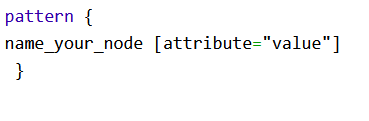 pattern {
name_your_node [attribute="value"]
}